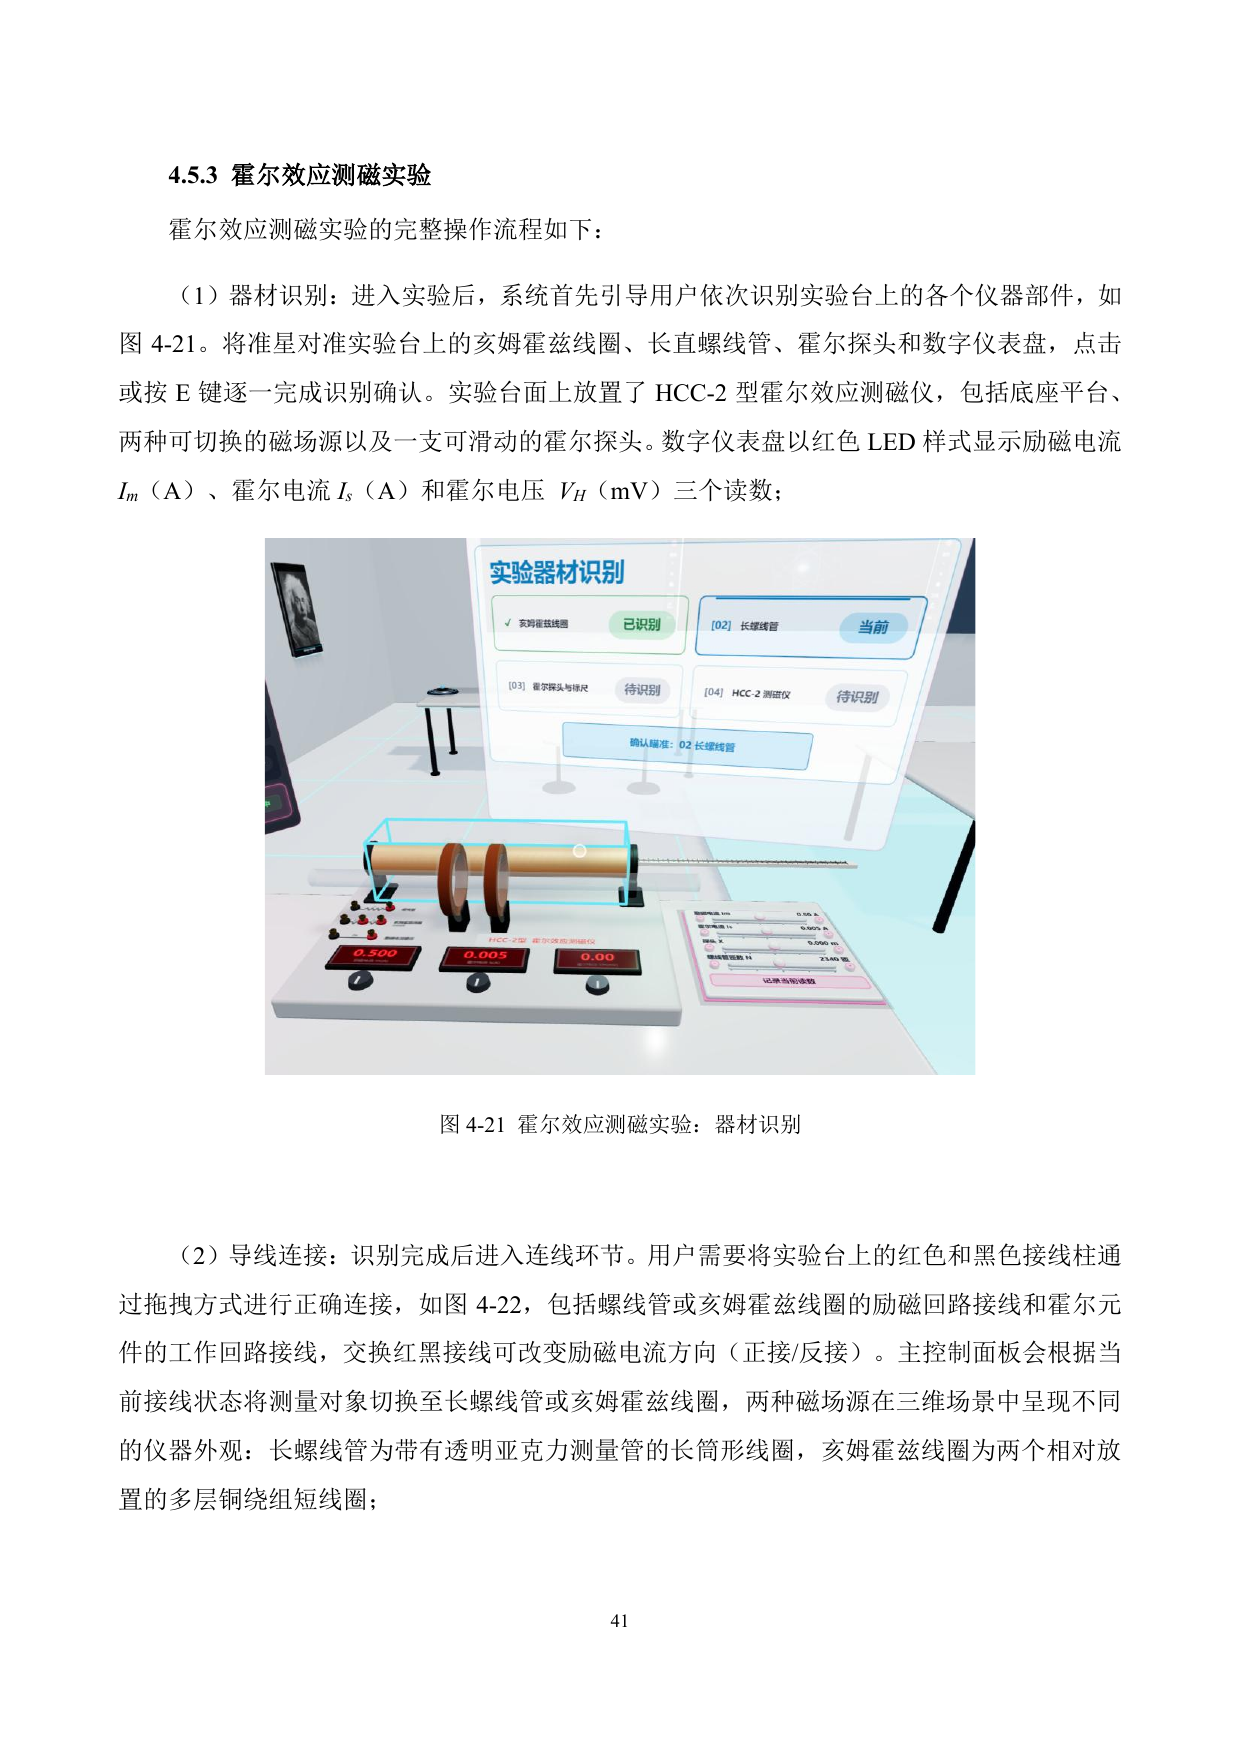 4.5.3 霍尔效应测磁实验
霍尔效应测磁实验的完整操作流程如下：
（1）器材识别：进入实验后，系统首先引导用户依次识别实验台上的各个仪器部件，如
图 4-21。将准星对准实验台上的亥姆霍兹线圈、长直螺线管、霍尔探头和数字仪表盘，点击
或按 E 键逐一完成识别确认。实验台面上放置了 HCC-2 型霍尔效应测磁仪，包括底座平台、
两种可切换的磁场源以及一支可滑动的霍尔探头。数字仪表盘以红色 LED 样式显示励磁电流
Im（A）、霍尔电流 Is（A）和霍尔电压 VH（mV）三个读数；
实验器材识别
✓ 亥姆霍兹线圈 已识别
[02] 长螺线管 当前
[03] 霍尔探头与标尺 待识别
[04] HCC-2 测磁仪 待识别
确认瞄准：02 长螺线管
HCC-2型 霍尔效应测磁仪
0.500
0.005
0.00
0.005 A
0.000 m
螺线管匝数 N 2340 匝
记录当前读数
图 4-21 霍尔效应测磁实验：器材识别
（2）导线连接：识别完成后进入连线环节。用户需要将实验台上的红色和黑色接线柱通
过拖拽方式进行正确连接，如图 4-22，包括螺线管或亥姆霍兹线圈的励磁回路接线和霍尔元
件的工作回路接线，交换红黑接线可改变励磁电流方向（正接/反接）。主控制面板会根据当
前接线状态将测量对象切换至长螺线管或亥姆霍兹线圈，两种磁场源在三维场景中呈现不同
的仪器外观：长螺线管为带有透明亚克力测量管的长筒形线圈，亥姆霍兹线圈为两个相对放
置的多层铜绕组短线圈；
41